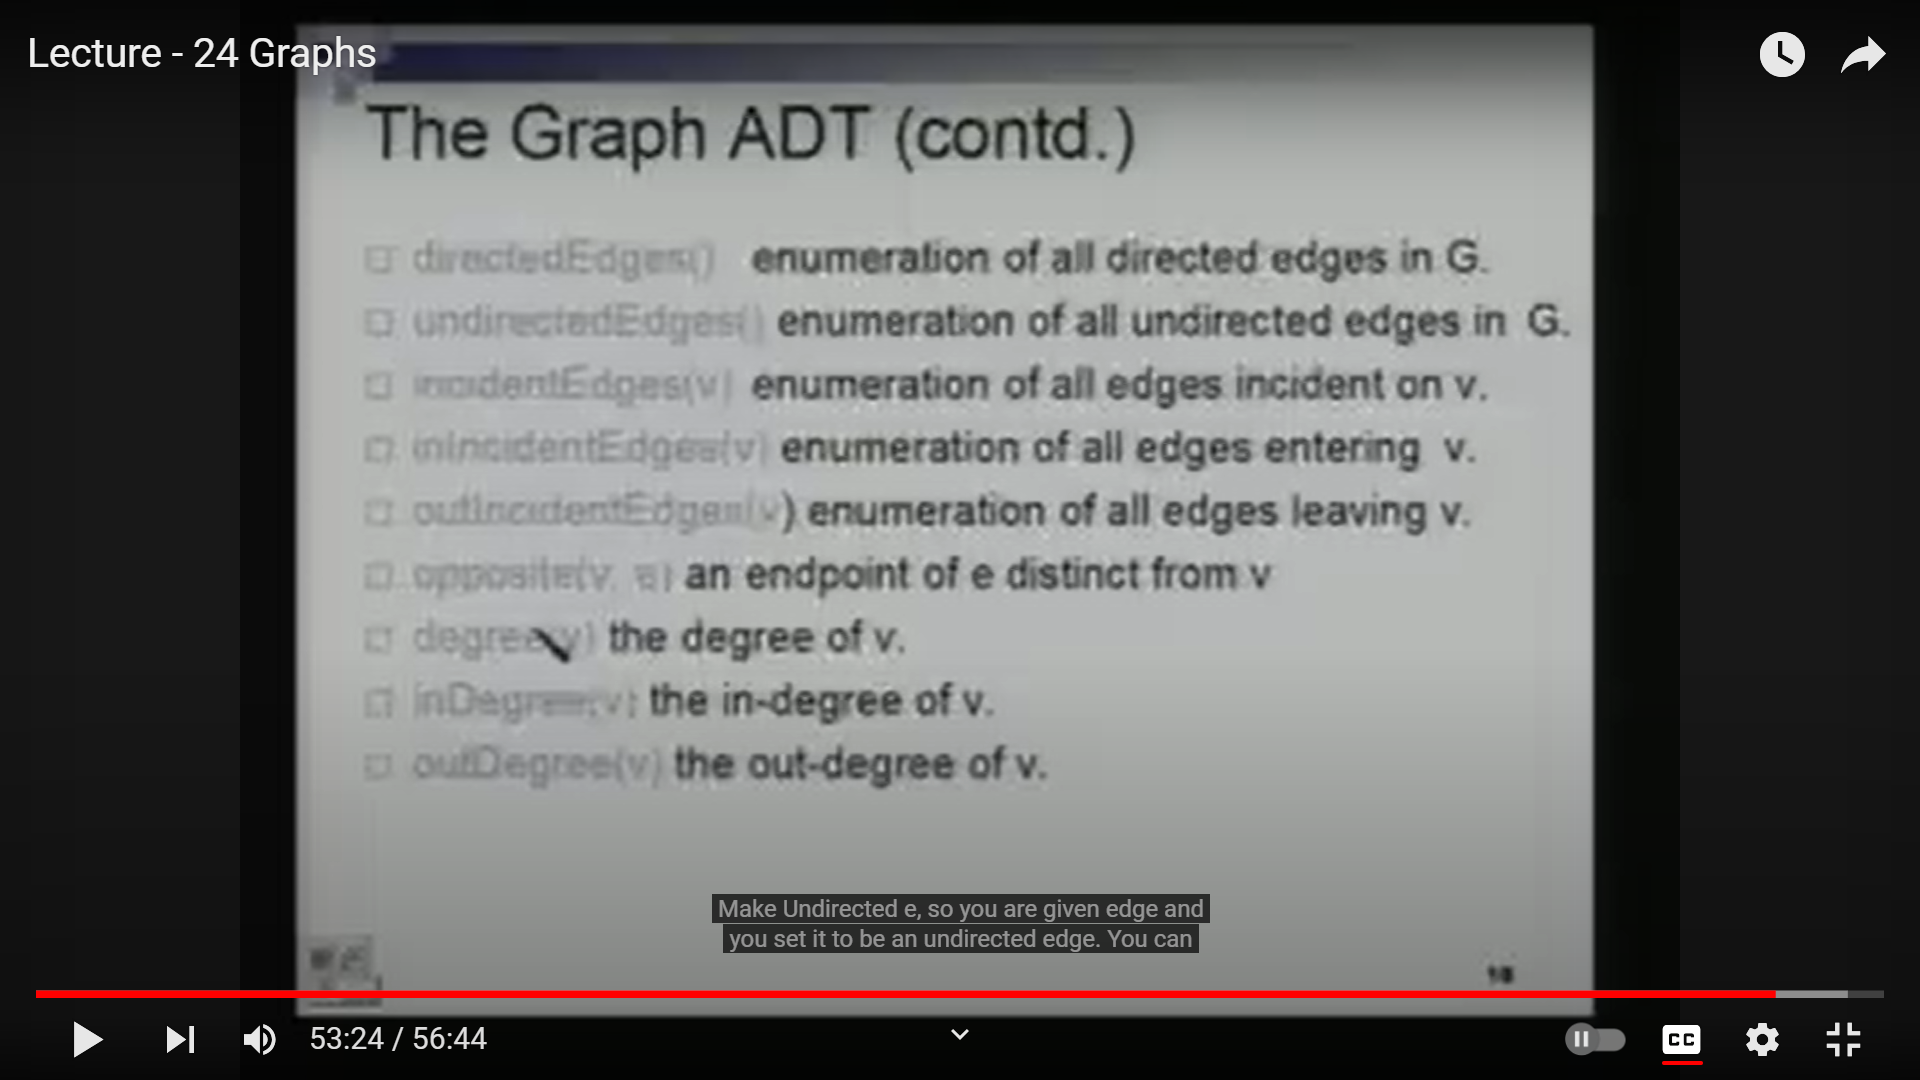 Lecture - 24 Graphs
The Graph ADT (contd.)
directedEdges() enumeration of all directed edges in G.
undirectedEdges() enumeration of all undirected edges in G.
incidentEdges(v) enumeration of all edges incident on v.
inIncidentEdges(v) enumeration of all edges entering v.
outIncidentEdges(v) enumeration of all edges leaving v.
opposite(v, e) an endpoint of e distinct from v
degree(v) the degree of v.
inDegree(v) the in-degree of v.
outDegree(v) the out-degree of v.
Make Undirected e, so you are given edge and
you set it to be an undirected edge. You can
53:24 / 56:44
CC